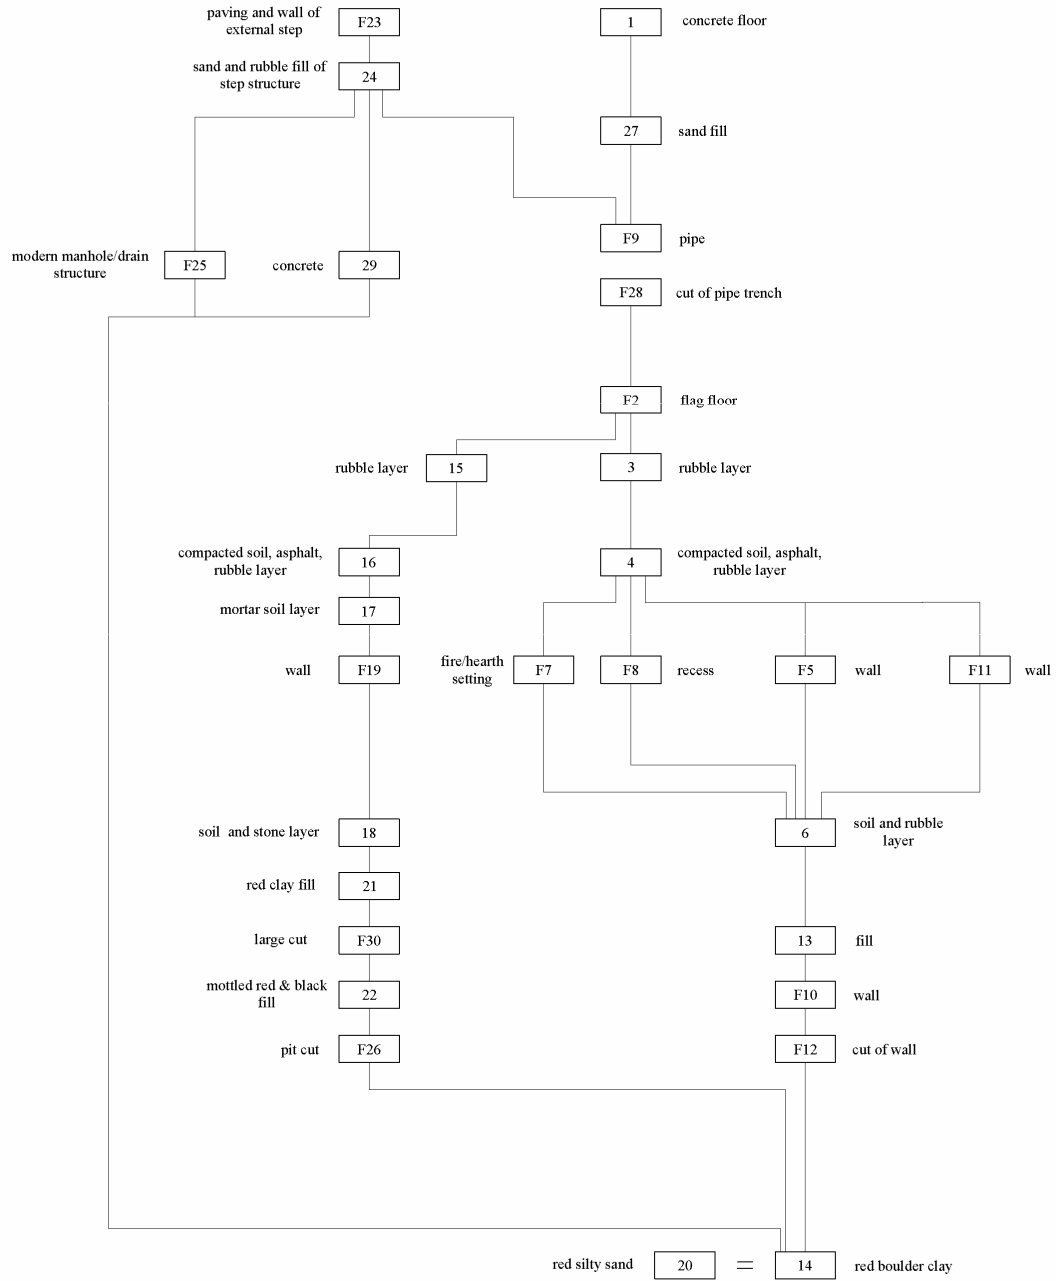 paving and wall of
external step
F23
1
concrete floor
sand and rubble fill of
step structure
24
27
sand fill
F9
pipe
modern manhole/drain
structure
F25
concrete
29
F28
cut of pipe trench
F2
flag floor
rubble layer
15
3
rubble layer
compacted soil, asphalt,
rubble layer
16
4
compacted soil, asphalt,
rubble layer
mortar soil layer
17
wall
F19
fire/hearth
setting
F7
F8
recess
F5
wall
F11
wall
soil and stone layer
18
6
soil and rubble
layer
red clay fill
21
large cut
F30
13
fill
mottled red & black
fill
22
F10
wall
pit cut
F26
F12
cut of wall
red silty sand
20
=
14
red boulder clay